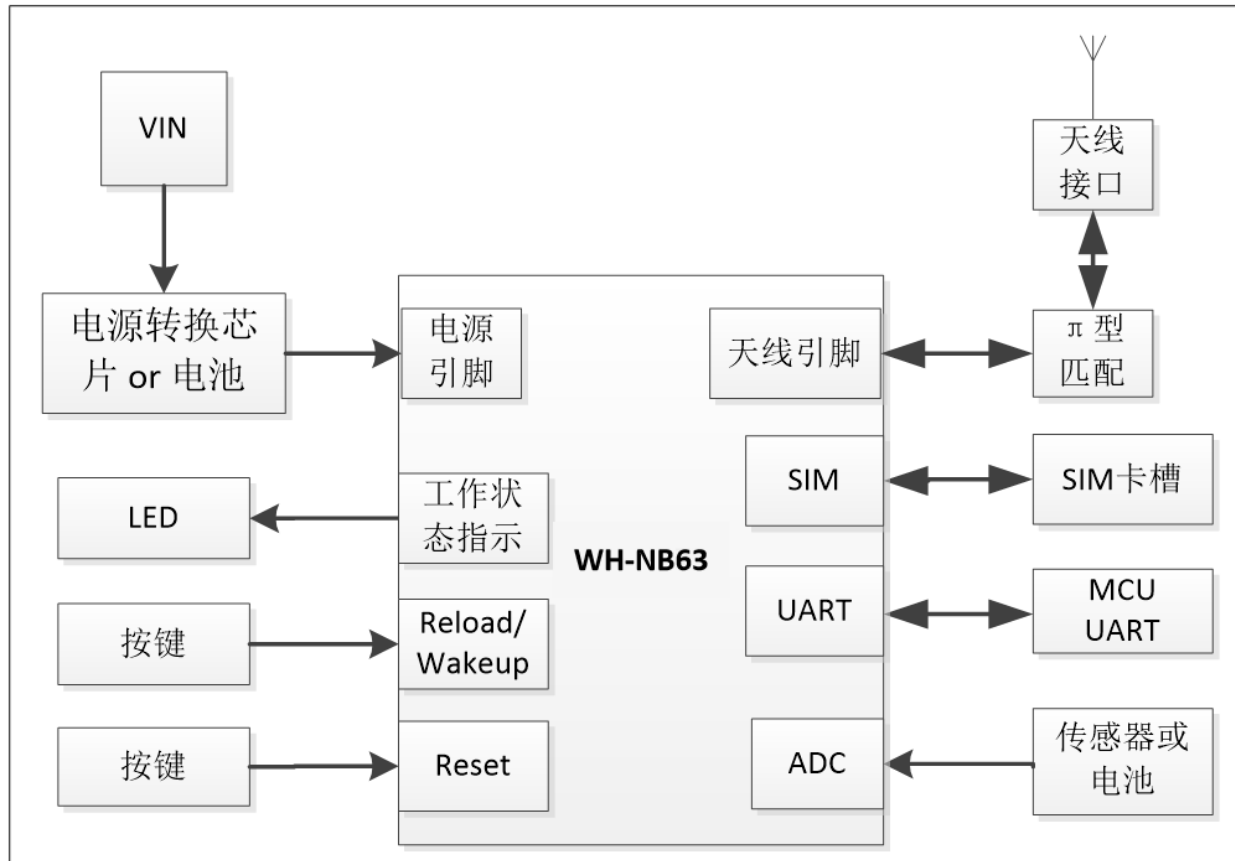 VIN
天线
接口
电源转换芯
片 or 电池
电源
引脚
天线引脚
π 型
匹配
LED
工作状
态指示
SIM
SIM卡槽
WH-NB63
按键
Reload/
Wakeup
UART
MCU
UART
按键
Reset
ADC
传感器或
电池